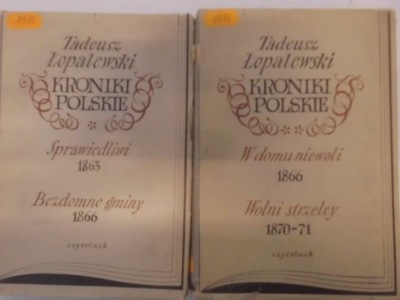 Tadeusz
Łopalewski
KRONIKI
POLSKIE
Sprawiedliwi
1863
Bezdomne gminy
1866
czytelnik
Tadeusz
Łopalewski
KRONIKI
POLSKIE
W domu niewoli
1866
Wolni strzelcy
1870-71
czytelnik